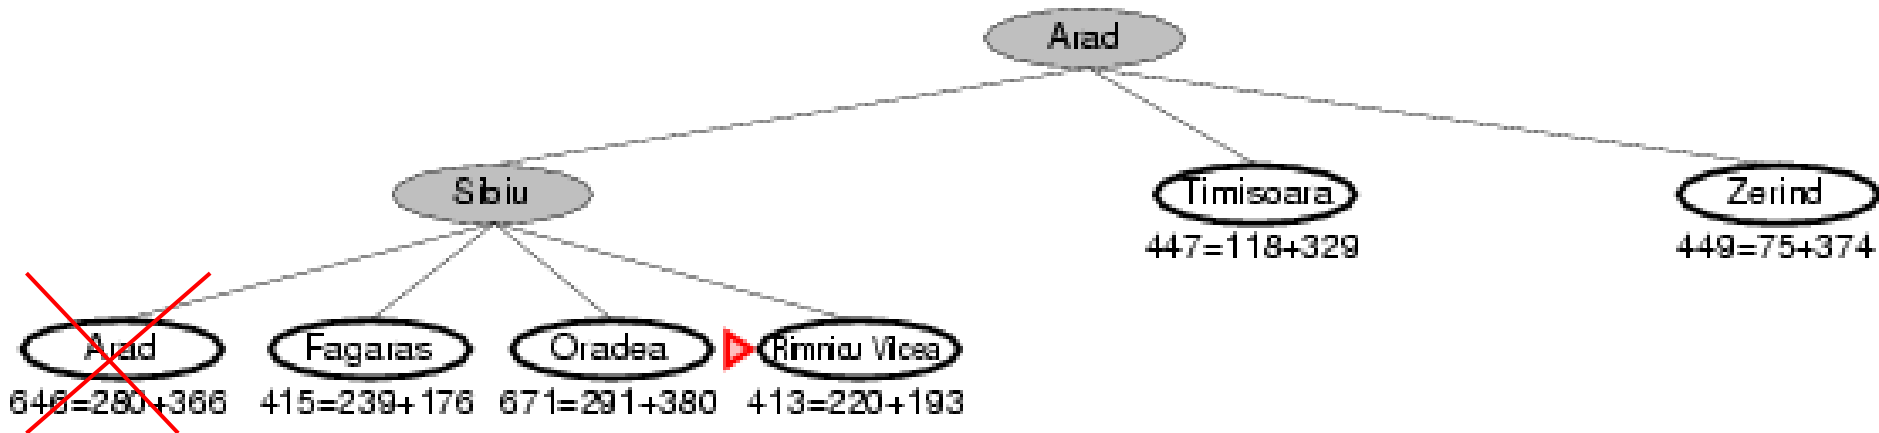 Arad
Sibiu
Timisoara
Zerind
447=118+329
449=75+374
Arad
Fagaras
Oradea
Rimnicu Vilcea
646=280+366
415=239+176
671=291+380
413=220+193